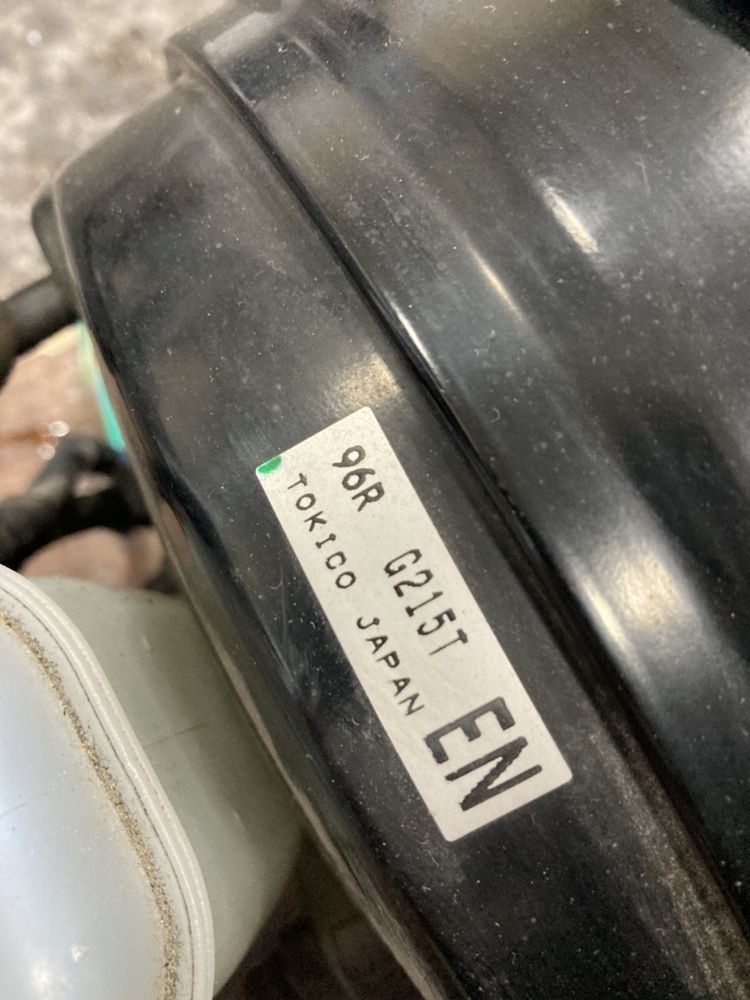 96R G215T
TOKICO JAPAN
EN